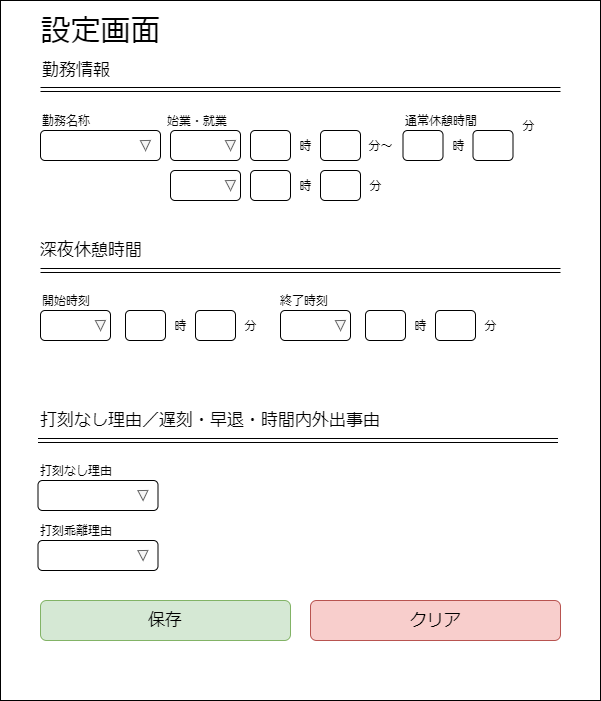 設定画面
勤務情報
勤務名称 始業・就業 通常休憩時間 分
▽ ▽ 時 分～ 時
▽ 時 分
深夜休憩時間
開始時刻 終了時刻
▽ 時 分 ▽ 時 分
打刻なし理由／遅刻・早退・時間内外出事由
打刻なし理由
▽
打刻乖離理由
▽
保存 クリア